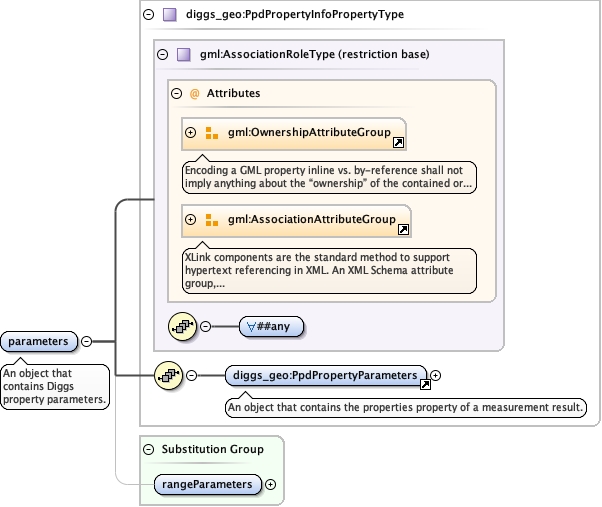 diggs_geo:PpdPropertyInfoPropertyType
gml:AssociationRoleType (restriction base)
@ Attributes
gml:OwnershipAttributeGroup
Encoding a GML property inline vs. by-reference shall not
imply anything about the “ownership” of the contained or...
gml:AssociationAttributeGroup
XLink components are the standard method to support
hypertext referencing in XML. An XML Schema attribute
group,...
∀##any
parameters
An object that
contains Diggs
property parameters.
diggs_geo:PpdPropertyParameters
An object that contains the properties property of a measurement result.
Substitution Group
rangeParameters